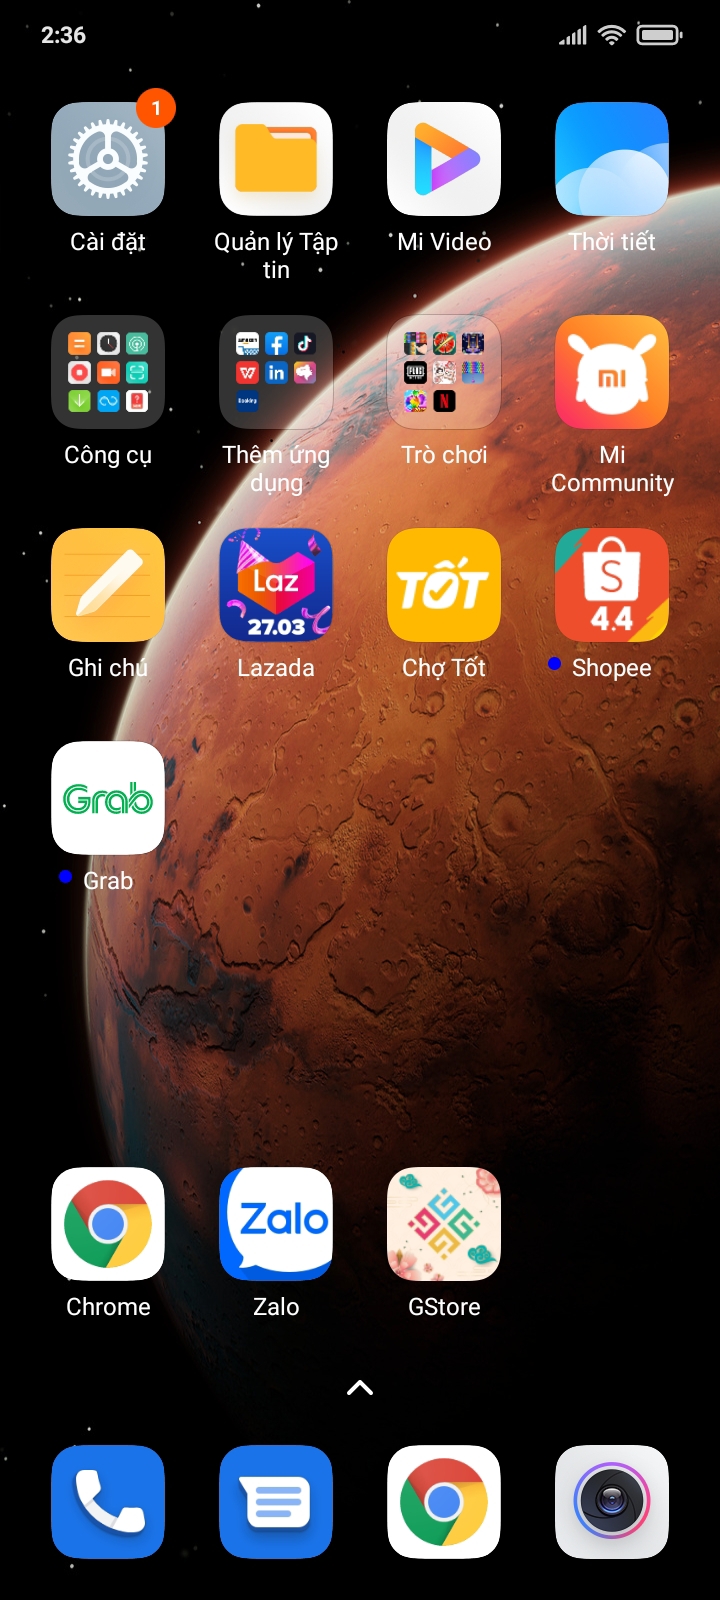 2:36
1
Cài đặt
Quản lý Tập
tin
Mi Video
Thời tiết
Công cụ
Thêm ứng
dụng
Trò chơi
Mi
Community
Laz
27.03
TỐT
S
4.4
Ghi chú
Lazada
Chợ Tốt
Shopee
Grab
Grab
Zalo
Chrome
Zalo
GStore